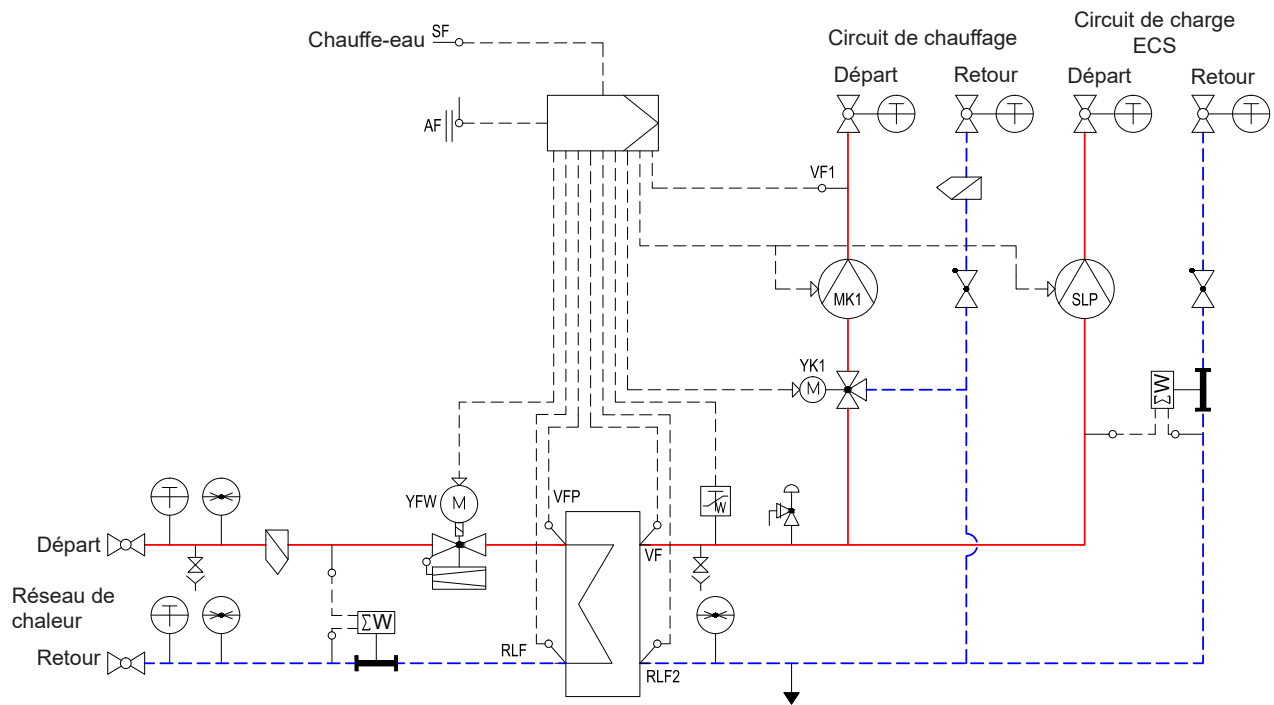 Circuit de charge
ECS
Circuit de chauffage
Chauffe-eau SF
Départ
Retour
Départ
Retour
T
T
T
T
AF
VF1
MK1
SLP
YK1
M
ΣW
YFW
M
VFP
W
T
Départ
VF
Réseau de
chaleur
T
ΣW
Retour
RLF
RLF2